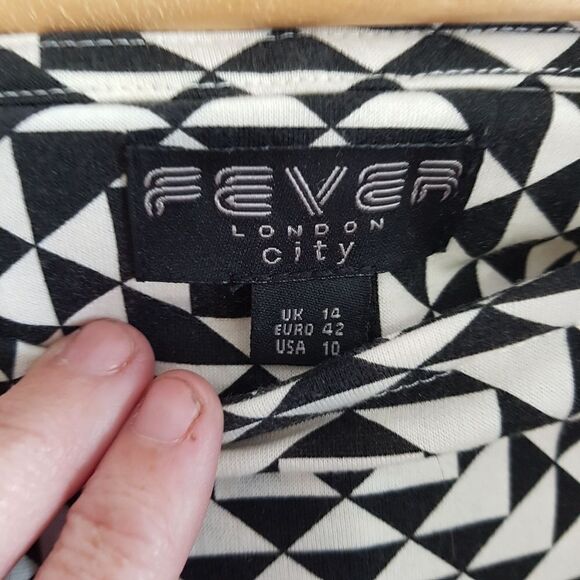 FEVER
LONDON
city
UK 14
EURO 42
USA 10